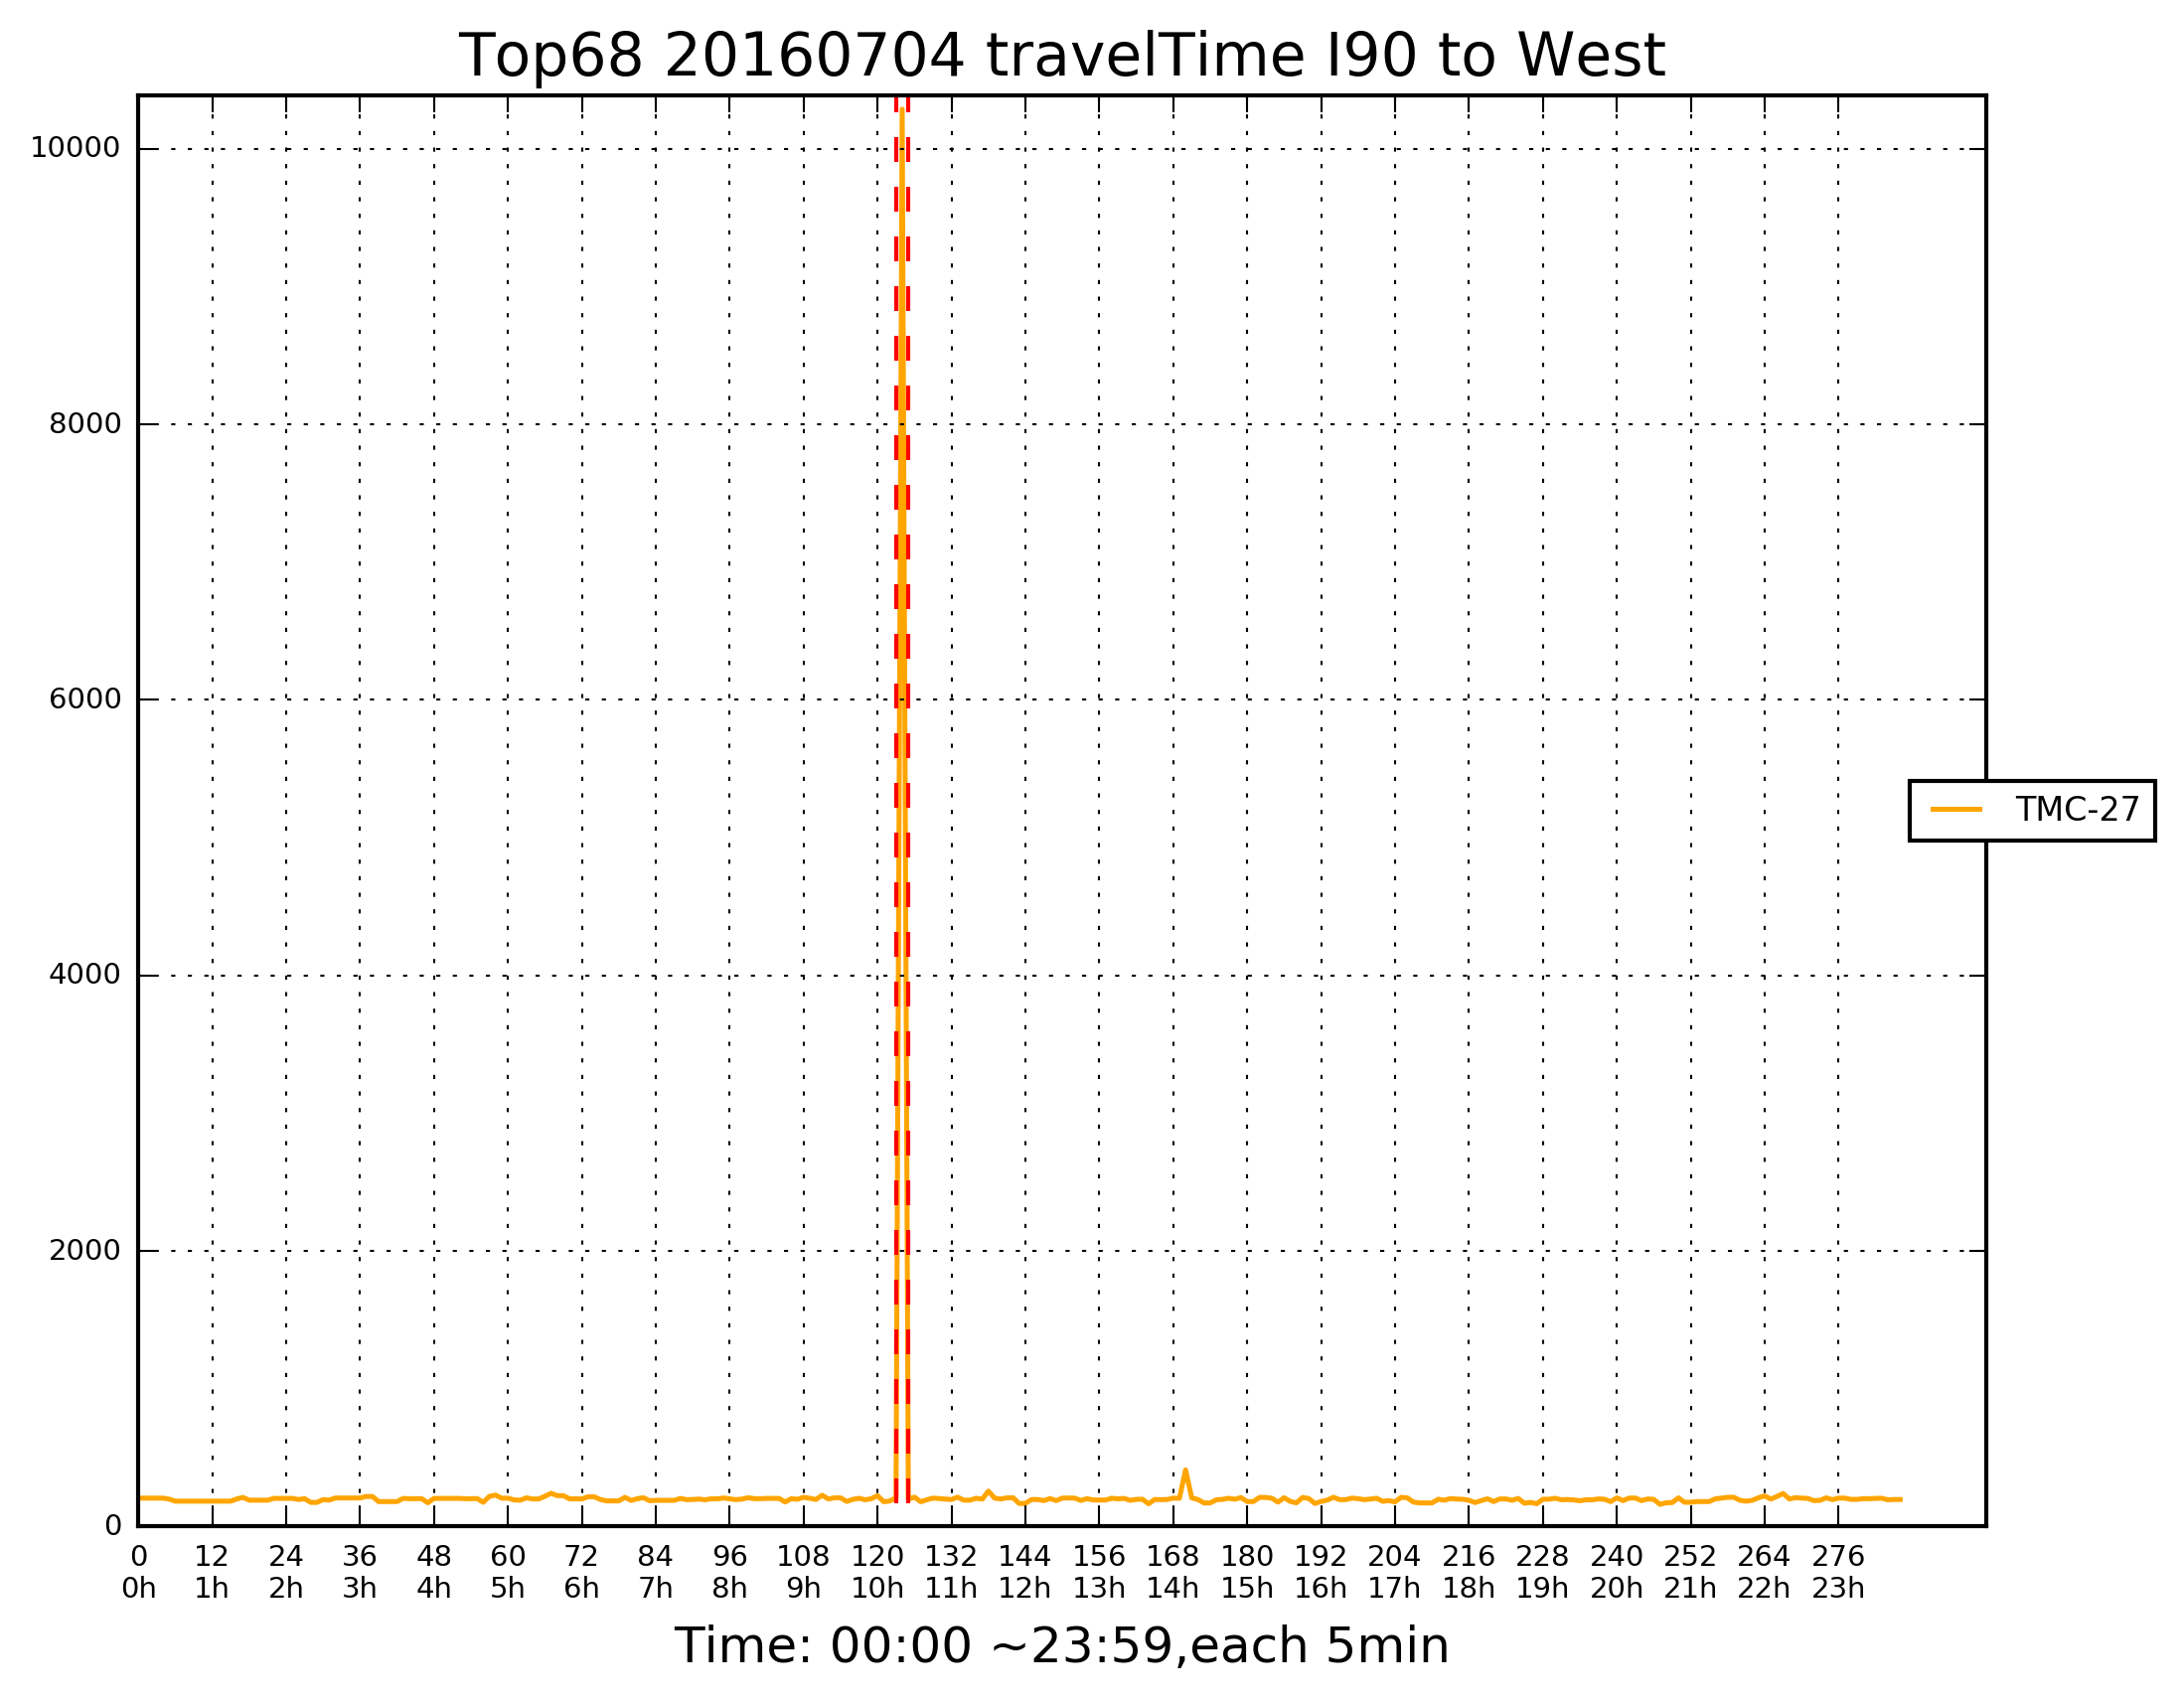 Top68 20160704 travelTime I90 to West
10000
8000
6000
4000
2000
0
TMC-27
0 12 24 36 48 60 72 84 96 108 120 132 144 156 168 180 192 204 216 228 240 252 264 276
0h 1h 2h 3h 4h 5h 6h 7h 8h 9h 10h 11h 12h 13h 14h 15h 16h 17h 18h 19h 20h 21h 22h 23h
Time: 00:00 ~23:59,each 5min